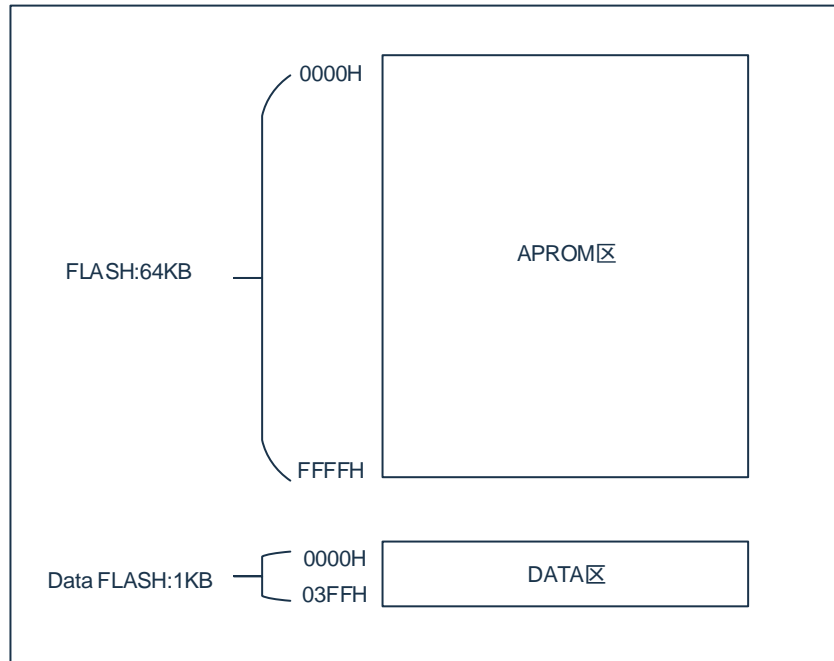 0000H
APROM区
FLASH:64KB
FFFFH
0000H
DATA区
Data FLASH:1KB
03FFH